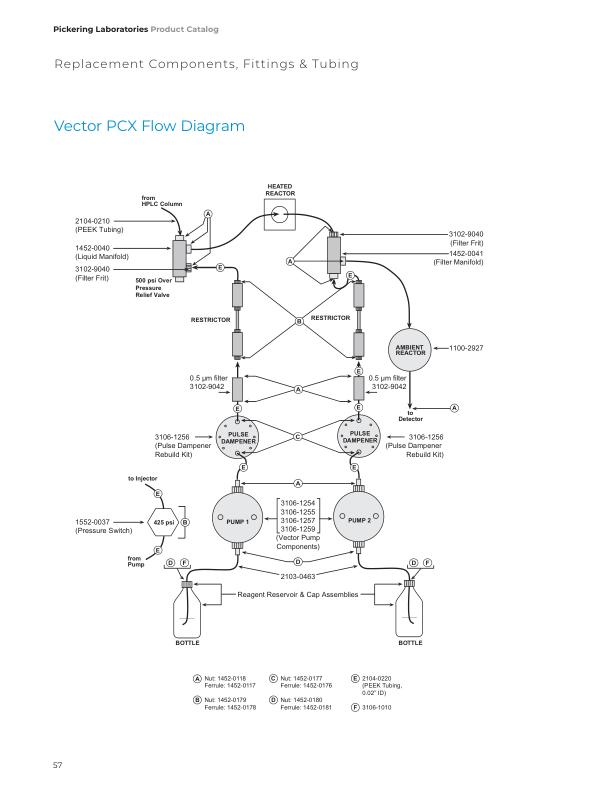 Pickering Laboratories Product Catalog
Replacement Components, Fittings & Tubing
Vector PCX Flow Diagram
HEATED
REACTOR
from
HPLC Column
A
2104-0210
(PEEK Tubing)
1452-0040
(Liquid Manifold)
3102-9040
(Filter Frit)
E
500 psi Over
Pressure
Relief Valve
3102-9040
(Filter Frit)
1452-0041
(Filter Manifold)
A
E
RESTRICTOR
B
RESTRICTOR
AMBIENT
REACTOR
1100-2927
E
0.5 µm filter
3102-9042
A
0.5 µm filter
3102-9042
E
E
to
Detector
A
PULSE
DAMPENER
C
PULSE
DAMPENER
3106-1256
(Pulse Dampener
Rebuild Kit)
3106-1256
(Pulse Dampener
Rebuild Kit)
E
E
A
to Injector
E
1552-0037
(Pressure Switch)
425 psi
B
E
from
Pump
PUMP 1
3106-1254
3106-1255
3106-1257
3106-1259
(Vector Pump
Components)
PUMP 2
D
F
D
D
F
2103-0463
Reagent Reservoir & Cap Assemblies
BOTTLE
BOTTLE
A Nut: 1452-0118
Ferrule: 1452-0117
B Nut: 1452-0179
Ferrule: 1452-0178
C Nut: 1452-0177
Ferrule: 1452-0176
D Nut: 1452-0180
Ferrule: 1452-0181
E 2104-0220
(PEEK Tubing,
0.02" ID)
F 3106-1010
57